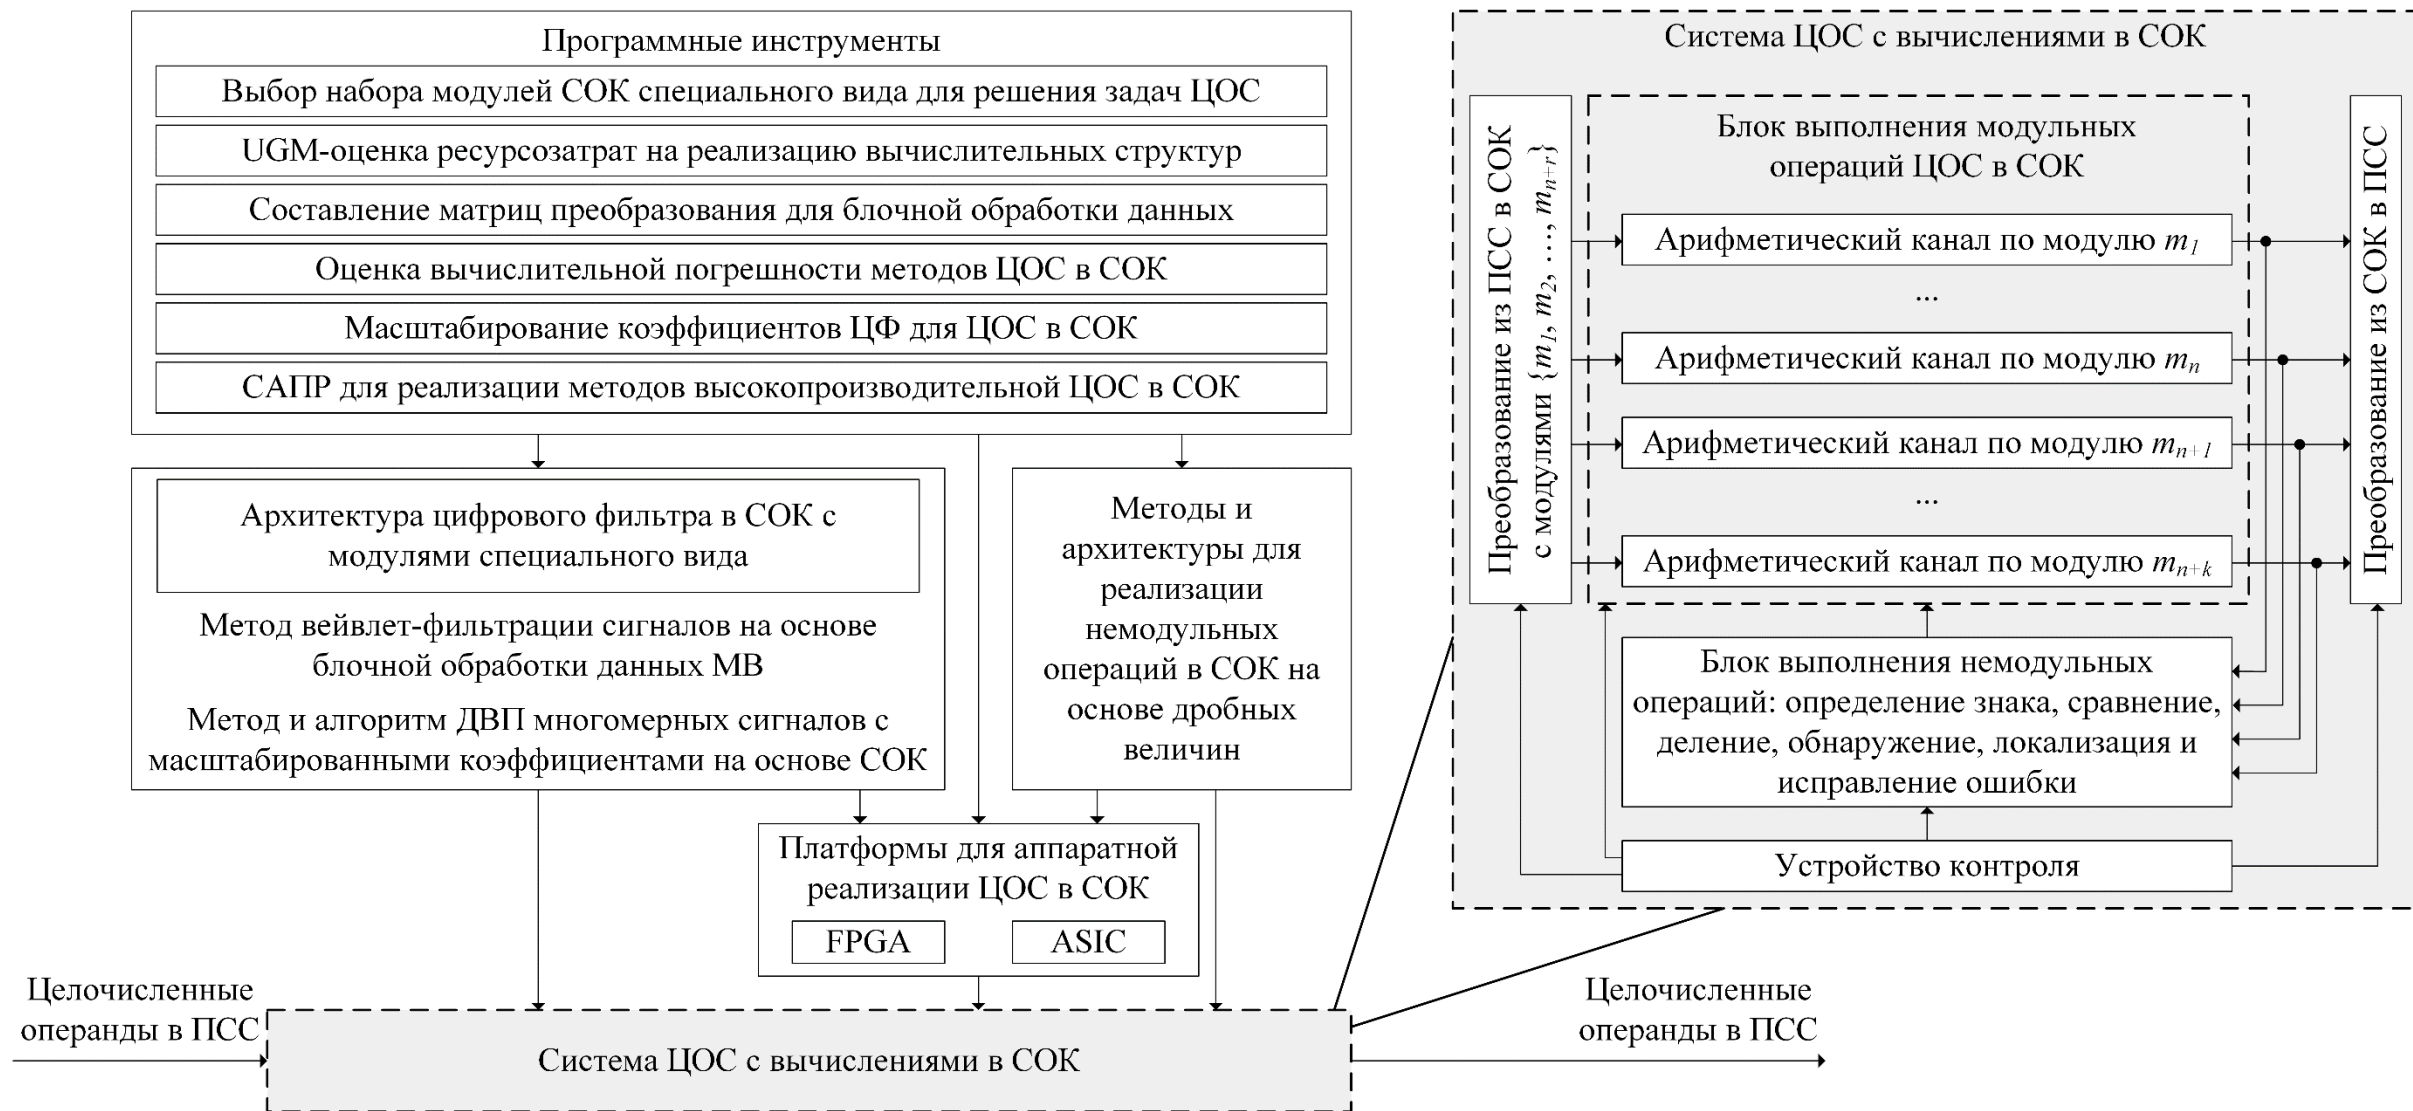 Программные инструменты
Выбор набора модулей СОК специального вида для решения задач ЦОС
UGM-оценка ресурсозатрат на реализацию вычислительных структур
Составление матриц преобразования для блочной обработки данных
Оценка вычислительной погрешности методов ЦОС в СОК
Масштабирование коэффициентов ЦФ для ЦОС в СОК
САПР для реализации методов высокопроизводительной ЦОС в СОК
Архитектура цифрового фильтра в СОК с
модулями специального вида
Метод вейвлет-фильтрации сигналов на основе
блочной обработки данных МВ
Метод и алгоритм ДВП многомерных сигналов с
масштабированными коэффициентами на основе СОК
Методы и
архитектуры для
реализации
немодульных
операций в СОК на
основе дробных
величин
Платформы для аппаратной
реализации ЦОС в СОК
FPGA
ASIC
Целочисленные
операнды в ПСС
Система ЦОС с вычислениями в СОК
Целочисленные
операнды в ПСС
Система ЦОС с вычислениями в СОК
Преобразование из ПСС в СОК
с модулями {m1, m2, …, mn+r}
Блок выполнения модульных
операций ЦОС в СОК
Арифметический канал по модулю m1
...
Арифметический канал по модулю mn
Арифметический канал по модулю mn+1
...
Арифметический канал по модулю mn+k
Преобразование из СОК в ПСС
Блок выполнения немодульных
операций: определение знака, сравнение,
деление, обнаружение, локализация и
исправление ошибки
Устройство контроля